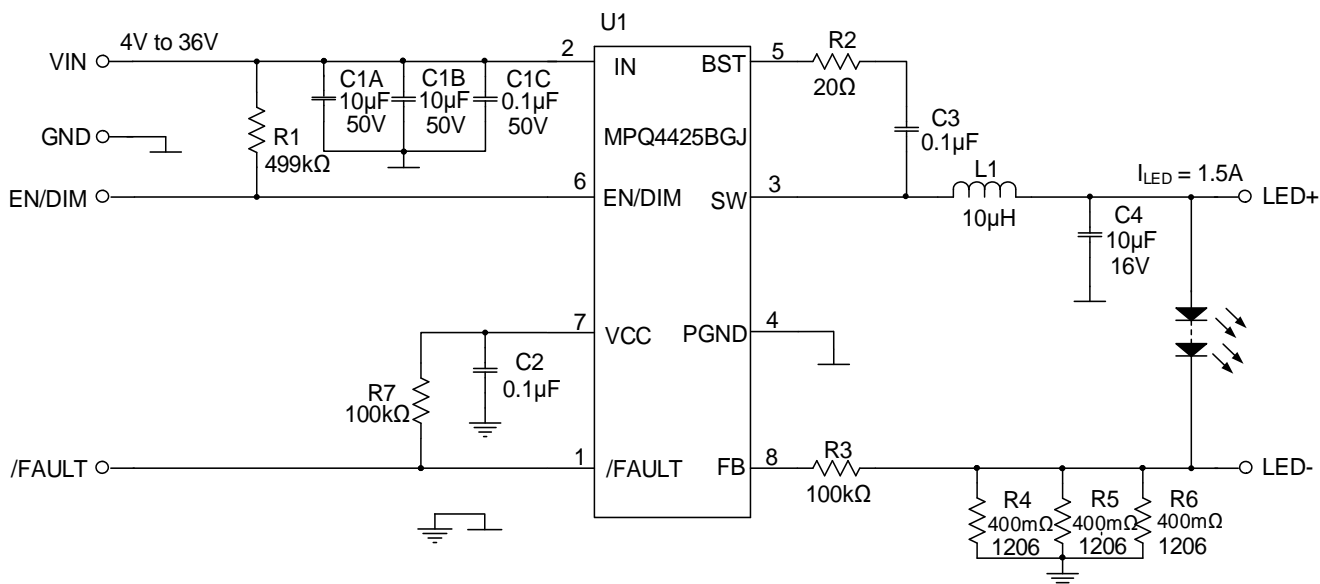 U1
4V to 36V
VIN
2
IN
BST
5
R2
20Ω
C1A
10µF
50V
C1B
10µF
50V
C1C
0.1µF
50V
GND
R1
499kΩ
MPQ4425BGJ
C3
0.1µF
EN/DIM
6
EN/DIM
SW
3
L1
10µH
I_LED = 1.5A
LED+
C4
10µF
16V
7
VCC
PGND
4
C2
0.1µF
R7
100kΩ
/FAULT
1
/FAULT
FB
8
R3
100kΩ
LED-
R4
400mΩ
1206
R5
400mΩ
1206
R6
400mΩ
1206